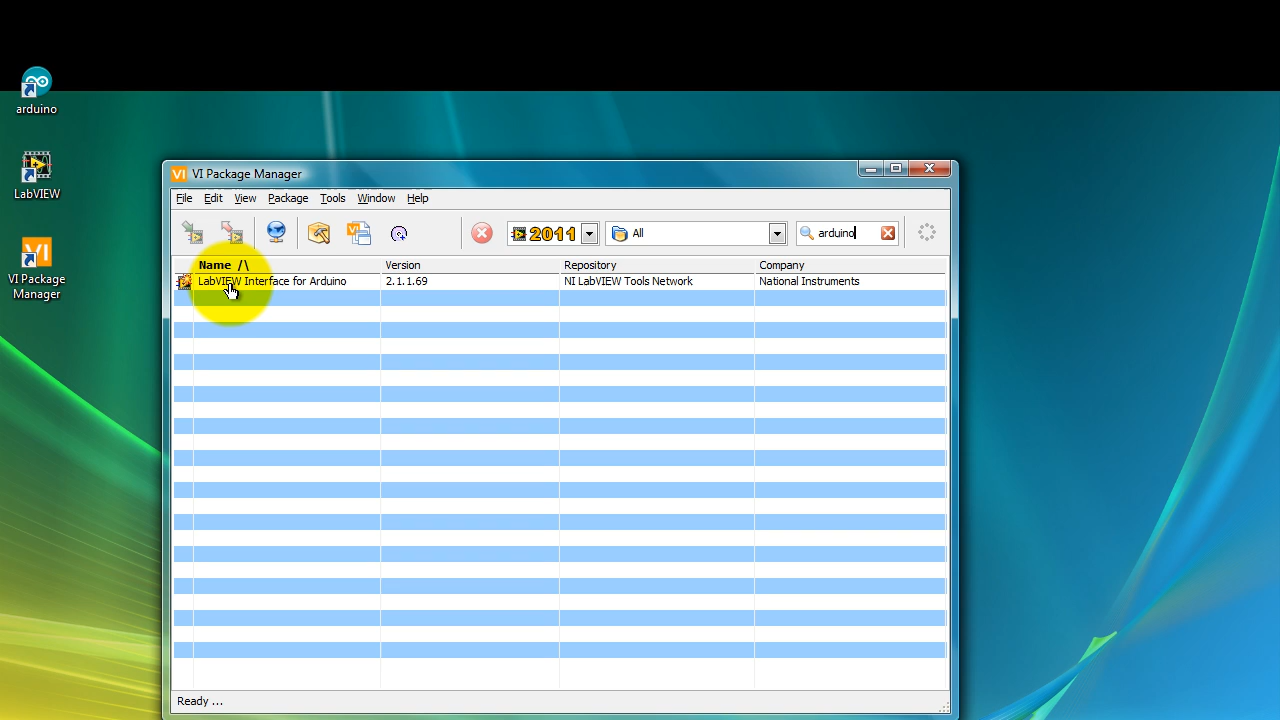 arduino
LabVIEW
VI Package
Manager
VI Package Manager
File Edit View Package Tools Window Help
2011 All arduino
Name /\ Version Repository Company
LabVIEW Interface for Arduino 2.1.1.69 NI LabVIEW Tools Network National Instruments
Ready ...